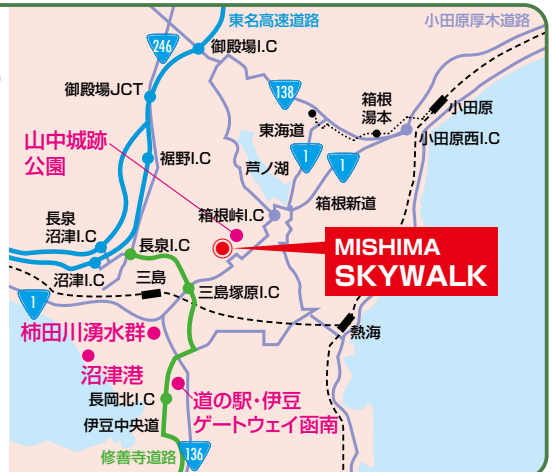 東名高速道路
小田原厚木道路
246
御殿場I.C
御殿場JCT
138
箱根
湯本
小田原
東海道
小田原西I.C
山中城跡
公園
裾野I.C
芦ノ湖
1
1
箱根新道
箱根峠I.C
長泉
沼津I.C
長泉I.C
MISHIMA
SKYWALK
沼津I.C
三島
三島塚原I.C
1
熱海
柿田川湧水群
沼津港
長岡北I.C
道の駅・伊豆
ゲートウェイ函南
伊豆中央道
修善寺道路
136